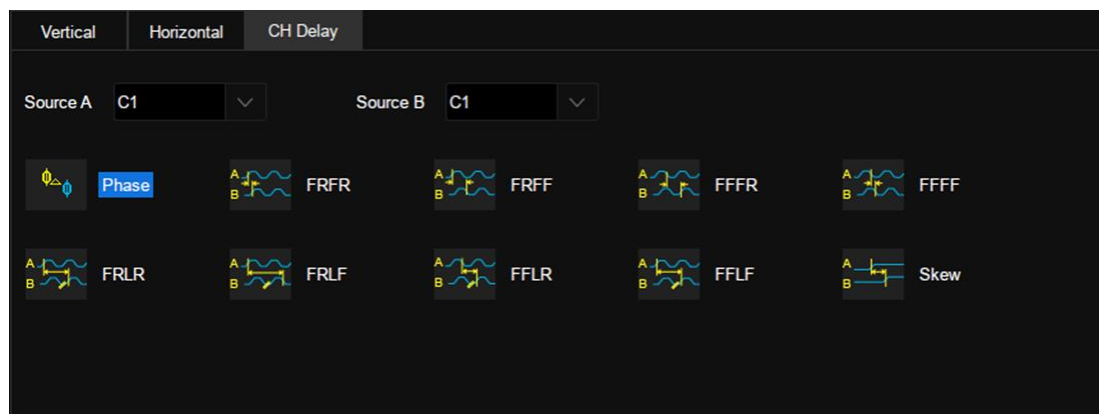 Vertical Horizontal CH Delay
Source A C1 Source B C1
Φ△Φ Phase A B FRFR A B FRFF A B FFFR A B FFFF
A B FRLR A B FRLF A B FFLR A B FFLF A B Skew